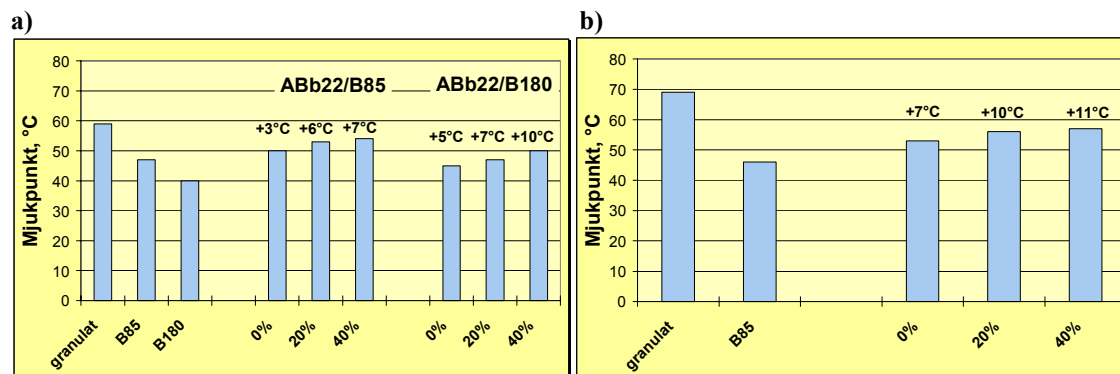 a)
Mjukpunkt, °C
80
70
60
50
40
30
20
10
0
ABb22/B85 ABb22/B180
+3°C +6°C +7°C +5°C +7°C +10°C
granulat B85 B180 0% 20% 40% 0% 20% 40%
b)
Mjukpunkt, °C
80
70
60
50
40
30
20
10
0
+7°C +10°C +11°C
granulat B85 0% 20% 40%